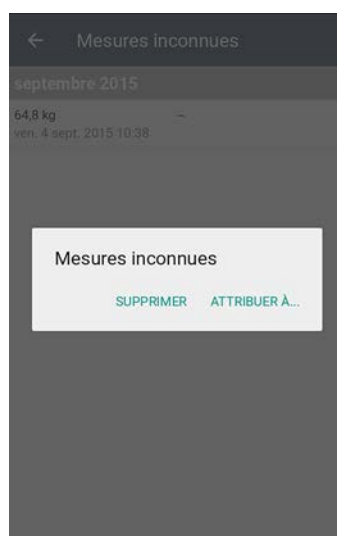 Mesures inconnues
septembre 2015
64,8 kg –
ven. 4 sept. 2015 10:38
Mesures inconnues
SUPPRIMER ATTRIBUER À...